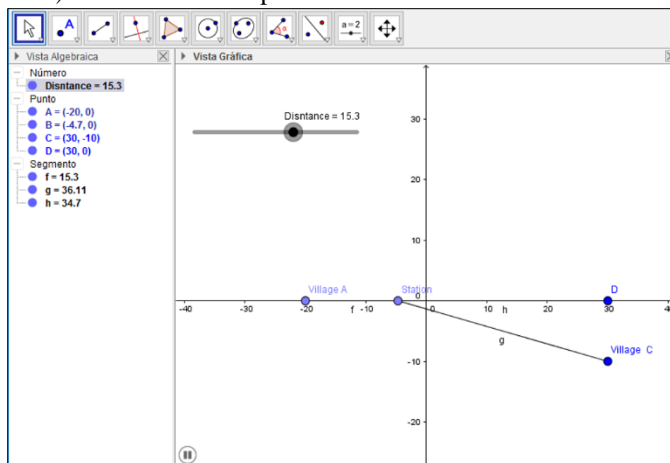 A
a = 2
Vista Algebraica
Número
Disntance = 15.3
Punto
A = (-20, 0)
B = (-4.7, 0)
C = (30, -10)
D = (30, 0)
Segmento
f = 15.3
g = 36.11
h = 34.7
Vista Gráfica
Disntance = 15.3
30
20
10
0
-10
-20
-40
-30
-20
-10
0
10
20
30
40
Village A
Station
D
f
h
g
Village C